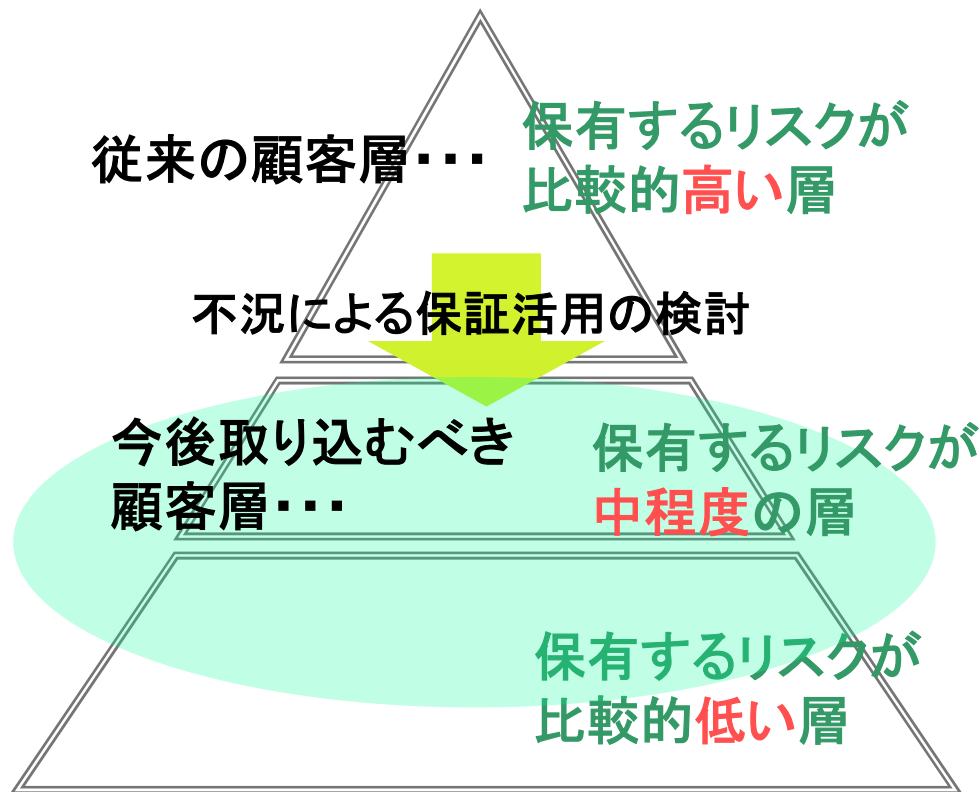 従来の顧客層・・・
保有するリスクが
比較的高い層
不況による保証活用の検討
今後取り込むべき
顧客層・・・
保有するリスクが
中程度の層
保有するリスクが
比較的低い層